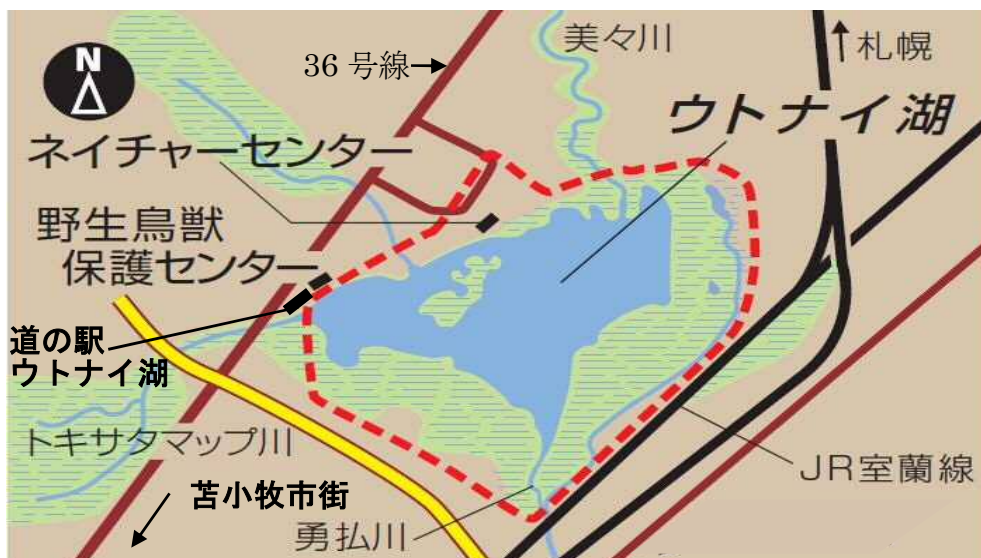 美々川
札幌
N
36 号線
ウトナイ湖
ネイチャーセンター
野生鳥獣
保護センター
道の駅
ウトナイ湖
トキサタマップ川
JR室蘭線
苫小牧市街
勇払川